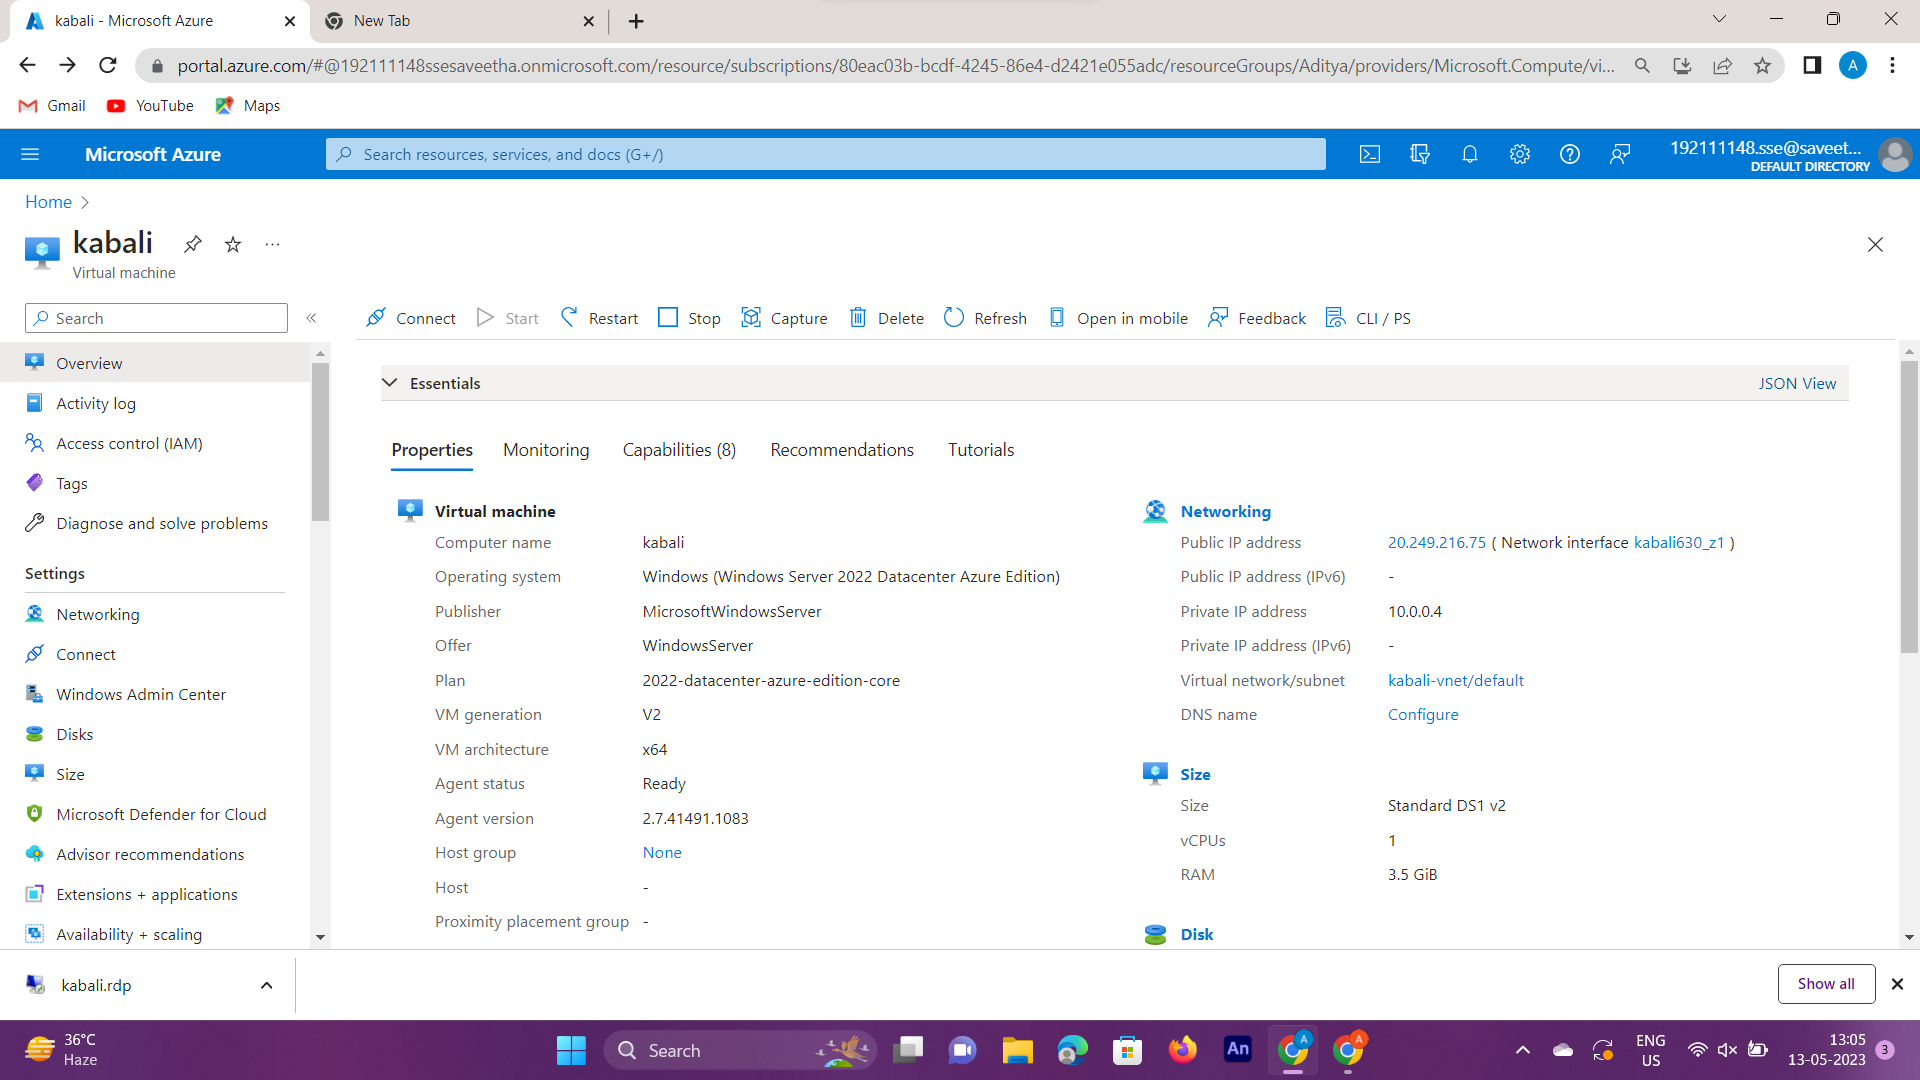 kabali - Microsoft Azure
New Tab
portal.azure.com/#@192111148ssesaveetha.onmicrosoft.com/resource/subscriptions/80eac03b-bcdf-4245-86e4-d2421e055adc/resourceGroups/Aditya/providers/Microsoft.Compute/vi...
A
Gmail
YouTube
Maps
Microsoft Azure
Search resources, services, and docs (G+/)
192111148.sse@saveet...
DEFAULT DIRECTORY
Home
kabali
Virtual machine
Search
Connect
Start
Restart
Stop
Capture
Delete
Refresh
Open in mobile
Feedback
CLI / PS
Overview
Activity log
Access control (IAM)
Tags
Diagnose and solve problems
Settings
Networking
Connect
Windows Admin Center
Disks
Size
Microsoft Defender for Cloud
Advisor recommendations
Extensions + applications
Availability + scaling
Essentials
JSON View
Properties
Monitoring
Capabilities (8)
Recommendations
Tutorials
Virtual machine
Computer name kabali
Operating system Windows (Windows Server 2022 Datacenter Azure Edition)
Publisher MicrosoftWindowsServer
Offer WindowsServer
Plan 2022-datacenter-azure-edition-core
VM generation V2
VM architecture x64
Agent status Ready
Agent version 2.7.41491.1083
Host group None
Host -
Proximity placement group -
Networking
Public IP address 20.249.216.75 ( Network interface kabali630_z1 )
Public IP address (IPv6) -
Private IP address 10.0.0.4
Private IP address (IPv6) -
Virtual network/subnet kabali-vnet/default
DNS name Configure
Size
Size Standard DS1 v2
vCPUs 1
RAM 3.5 GiB
Disk
kabali.rdp
Show all
36°C
Haze
Search
An
A
A
ENG
US
13:05
13-05-2023
3